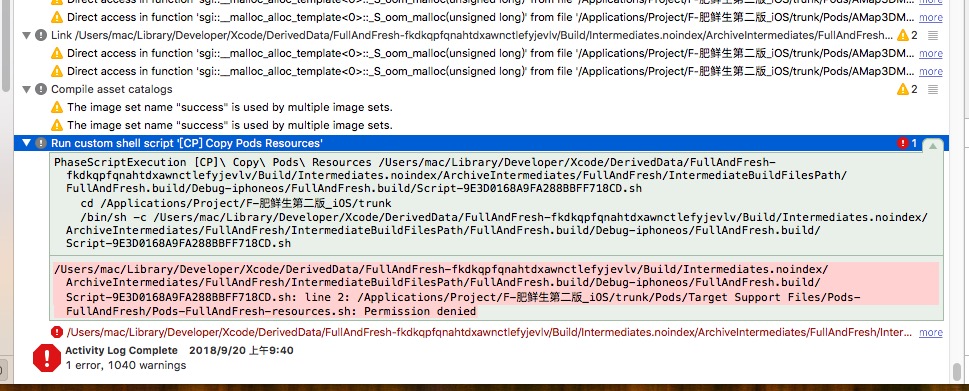 Direct access in function 'sgi::__malloc_alloc_template<0>::_S_oom_malloc(unsigned long)' from file '/Applications/Project/F-肥鲜生第二版_iOS/trunk/Pods/AMap3DM... more
Link /Users/mac/Library/Developer/Xcode/DerivedData/FullAndFresh-fkdkqpfqnahtdxawnctlefyjevlv/Build/Intermediates.noindex/ArchiveIntermediates/FullAndFresh... 2
Direct access in function 'sgi::__malloc_alloc_template<0>::_S_oom_malloc(unsigned long)' from file '/Applications/Project/F-肥鲜生第二版_iOS/trunk/Pods/AMap3DM... more
Direct access in function 'sgi::__malloc_alloc_template<0>::_S_oom_malloc(unsigned long)' from file '/Applications/Project/F-肥鲜生第二版_iOS/trunk/Pods/AMap3DM... more
Compile asset catalogs 2
The image set name "success" is used by multiple image sets.
The image set name "success" is used by multiple image sets.
Run custom shell script '[CP] Copy Pods Resources' 1
PhaseScriptExecution [CP]\ Copy\ Pods\ Resources /Users/mac/Library/Developer/Xcode/DerivedData/FullAndFresh-
fkdkqpfqnahtdxawnctlefyjevlv/Build/Intermediates.noindex/ArchiveIntermediates/FullAndFresh/IntermediateBuildFilesPath/
FullAndFresh.build/Debug-iphoneos/FullAndFresh.build/Script-9E3D0168A9FA288BBFF718CD.sh
cd /Applications/Project/F-肥鲜生第二版_iOS/trunk
/bin/sh -c /Users/mac/Library/Developer/Xcode/DerivedData/FullAndFresh-fkdkqpfqnahtdxawnctlefyjevlv/Build/Intermediates.noindex/
ArchiveIntermediates/FullAndFresh/IntermediateBuildFilesPath/FullAndFresh.build/Debug-iphoneos/FullAndFresh.build/
Script-9E3D0168A9FA288BBFF718CD.sh
/Users/mac/Library/Developer/Xcode/DerivedData/FullAndFresh-fkdkqpfqnahtdxawnctlefyjevlv/Build/Intermediates.noindex/
ArchiveIntermediates/FullAndFresh/IntermediateBuildFilesPath/FullAndFresh.build/Debug-iphoneos/FullAndFresh.build/
Script-9E3D0168A9FA288BBFF718CD.sh: line 2: /Applications/Project/F-肥鲜生第二版_iOS/trunk/Pods/Target Support Files/Pods-
FullAndFresh/Pods-FullAndFresh-resources.sh: Permission denied
/Users/mac/Library/Developer/Xcode/DerivedData/FullAndFresh-fkdkqpfqnahtdxawnctlefyjevlv/Build/Intermediates.noindex/ArchiveIntermediates/FullAndFresh/Inter... more
Activity Log Complete 2018/9/20 上午9:40
1 error, 1040 warnings